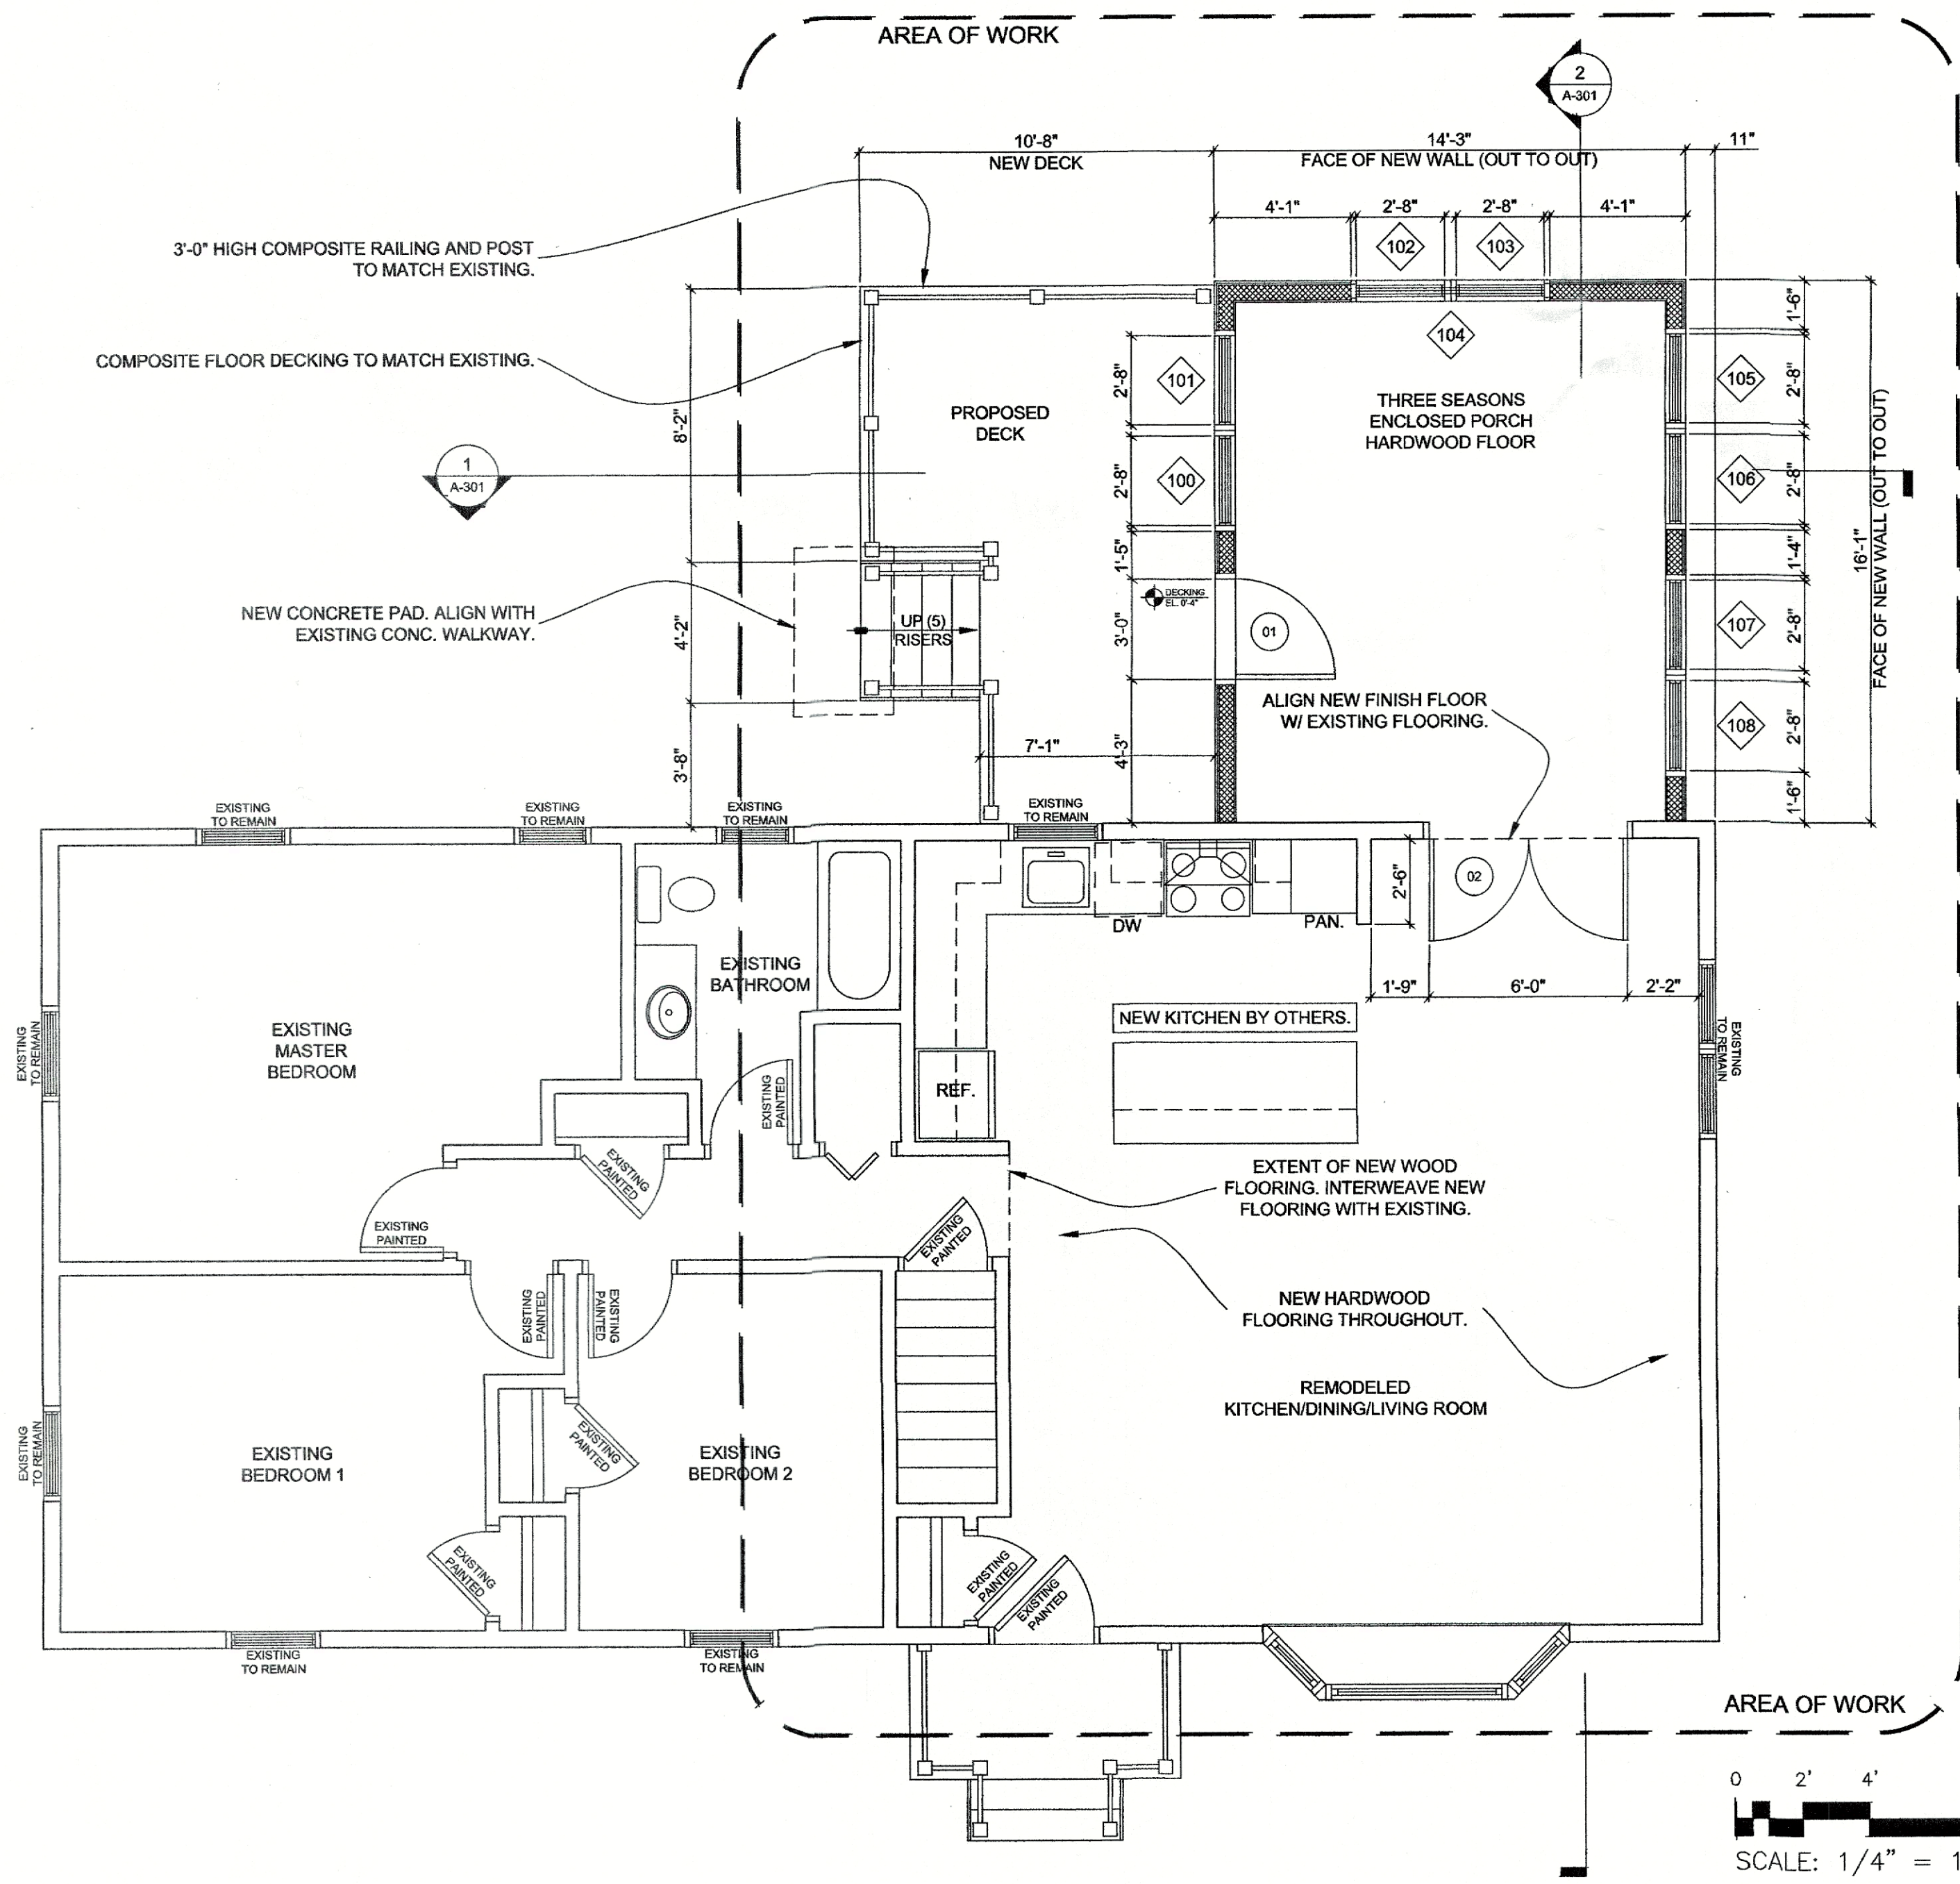 AREA OF WORK
2
A-301
10'-8"
NEW DECK
14'-3"
FACE OF NEW WALL (OUT TO OUT)
11"
4'-1"
2'-8"
2'-8"
4'-1"
102
103
3'-0" HIGH COMPOSITE RAILING AND POST
TO MATCH EXISTING.
COMPOSITE FLOOR DECKING TO MATCH EXISTING.
8'-2"
4'-2"
3'-8"
1
A-301
NEW CONCRETE PAD. ALIGN WITH
EXISTING CONC. WALKWAY.
PROPOSED
DECK
UP (5)
RISERS
7'-1"
2'-8"
2'-8"
1'-5"
3'-0"
4'-3"
101
100
DECKING
EL. 0'-4"
104
THREE SEASONS
ENCLOSED PORCH
HARDWOOD FLOOR
01
ALIGN NEW FINISH FLOOR
W/ EXISTING FLOORING.
105
106
107
108
1'-6"
2'-8"
2'-8"
1'-4"
2'-8"
2'-8"
1'-6"
16'-1"
FACE OF NEW WALL (OUT TO OUT)
EXISTING
TO REMAIN
EXISTING
TO REMAIN
EXISTING
TO REMAIN
EXISTING
TO REMAIN
DW
PAN.
2'-6"
02
1'-9"
6'-0"
2'-2"
EXISTING
BATHROOM
EXISTING
MASTER
BEDROOM
EXISTING
TO REMAIN
NEW KITCHEN BY OTHERS.
EXISTING
TO REMAIN
REF.
EXISTING
PAINTED
EXISTING
PAINTED
EXISTING
PAINTED
EXISTING
PAINTED
EXTENT OF NEW WOOD
FLOORING. INTERWEAVE NEW
FLOORING WITH EXISTING.
EXISTING
PAINTED
EXISTING
PAINTED
NEW HARDWOOD
FLOORING THROUGHOUT.
REMODELED
KITCHEN/DINING/LIVING ROOM
EXISTING
TO REMAIN
EXISTING
BEDROOM 1
EXISTING
PAINTED
EXISTING
BEDROOM 2
EXISTING
PAINTED
EXISTING
PAINTED
EXISTING
PAINTED
EXISTING
TO REMAIN
EXISTING
TO REMAIN
AREA OF WORK
0 2' 4'
SCALE: 1/4" = 1